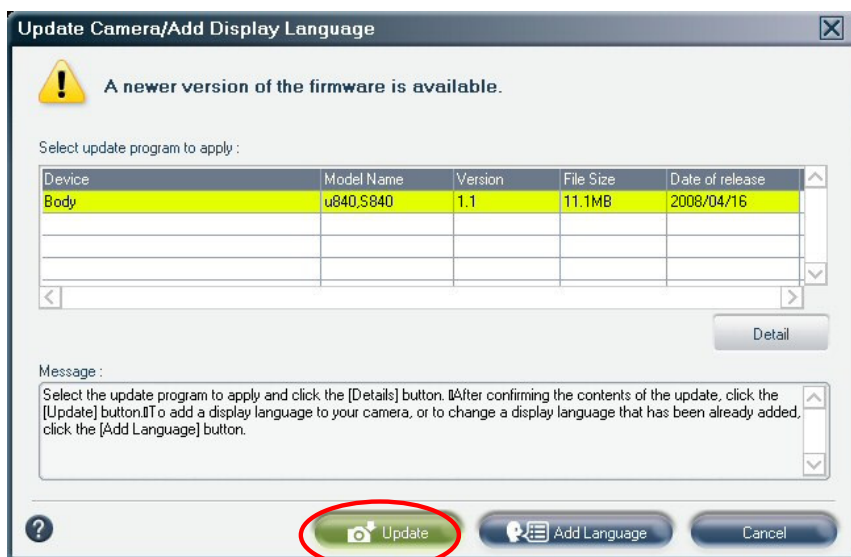 Update Camera/Add Display Language
A newer version of the firmware is available.
Select update program to apply :
Device Model Name Version File Size Date of release
Body u840,S840 1.1 11.1MB 2008/04/16
Detail
Message :
Select the update program to apply and click the [Details] button. After confirming the contents of the update, click the
[Update] button. To add a display language to your camera, or to change a display language that has been already added,
click the [Add Language] button.
Update Add Language Cancel